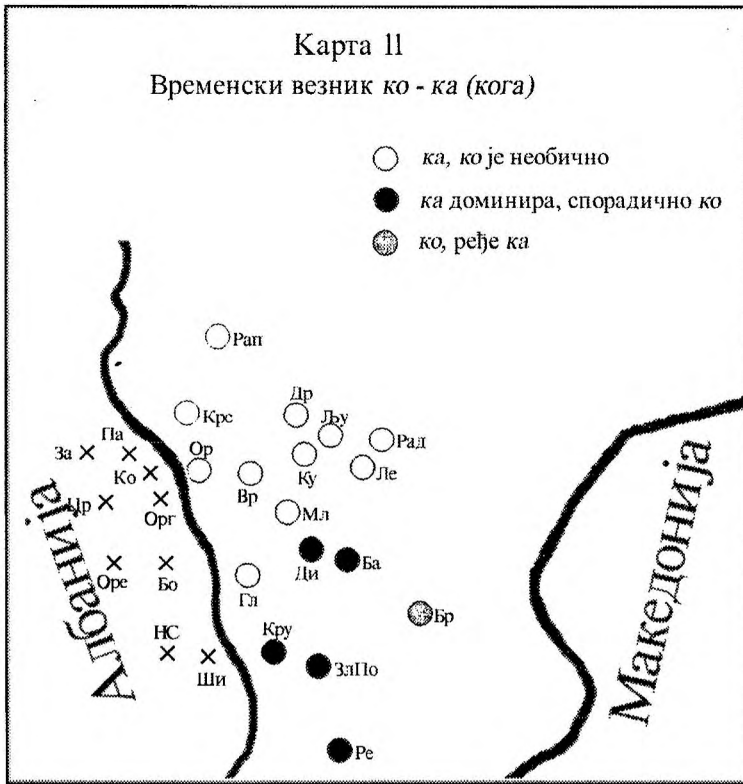 Карта 11
Временски везник ко - ка (кога)
ка, ко је необично
ка доминира, спорадично ко
ко, ређе ка
Рап
Крс
Др
Љу
Рад
За
Па
Ко
Ор
Вр
Ку
Ле
Цр
Орг
Мл
Оре
Бо
Гл
Ди
Ба
Бр
НС
Ши
Кру
ЗлПо
Ре
Албанија
Македонија